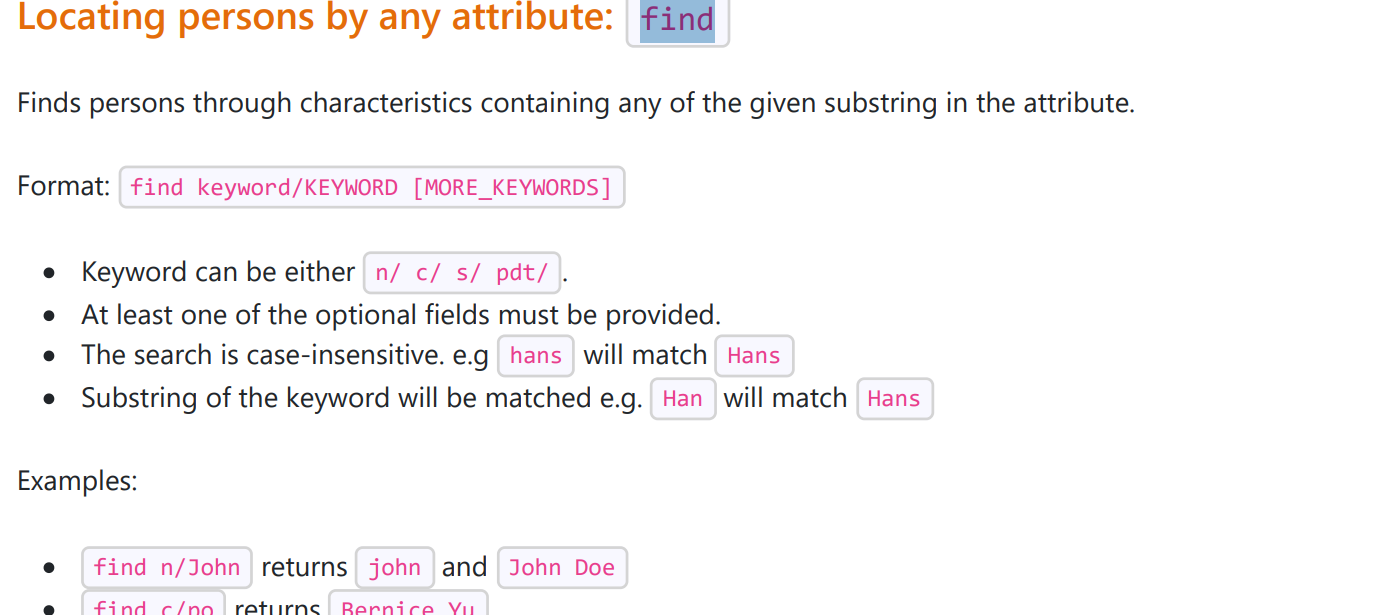 Locating persons by any attribute: find
Finds persons through characteristics containing any of the given substring in the attribute.
Format: find keyword/KEYWORD [MORE_KEYWORDS]
Keyword can be either n/ c/ s/ pdt/ .
At least one of the optional fields must be provided.
The search is case-insensitive. e.g hans will match Hans
Substring of the keyword will be matched e.g. Han will match Hans
Examples:
find n/John returns john and John Doe
find c/no returns Bernice Yu